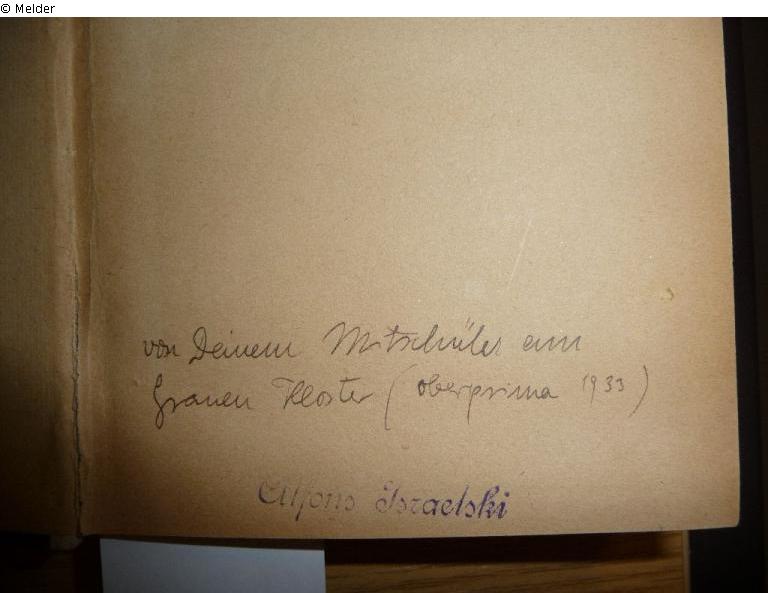 © Melder
von Deinem Mitschüler am
Grauen Kloster (Oberprima 1933)
Alfons Israelski